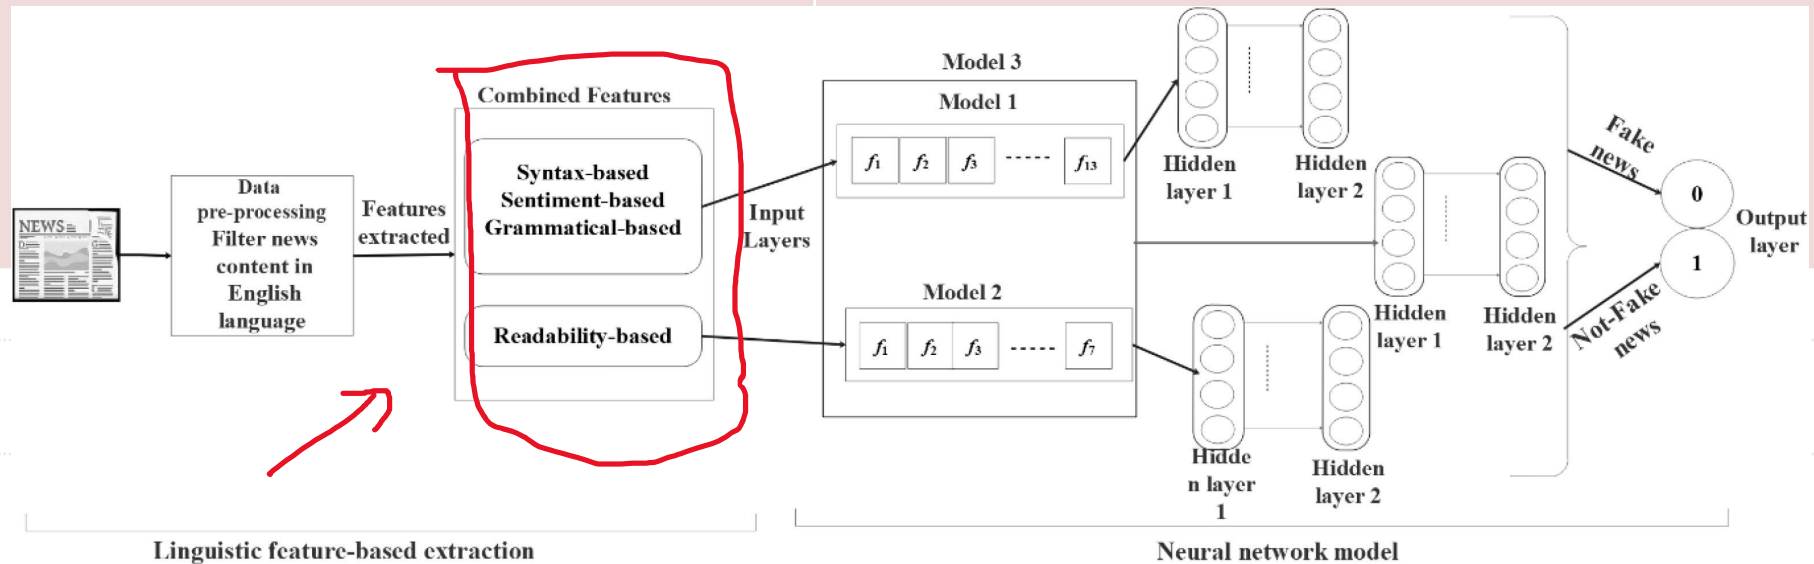 NEWS
Data
pre-processing
Filter news
content in
English
language
Features
extracted
Combined Features
Syntax-based
Sentiment-based
Grammatical-based
Readability-based
Input
Layers
Model 3
Model 1
f1 f2 f3 ----- f13
Model 2
f1 f2 f3 ----- f7
Hidden
layer 1
Hidden
layer 2
Hidden
layer 1
Hidden
layer 2
Hidde
n layer
1
Hidden
layer 2
Fake
news
Not-Fake
news
0
1
Output
layer
Linguistic feature-based extraction
Neural network model